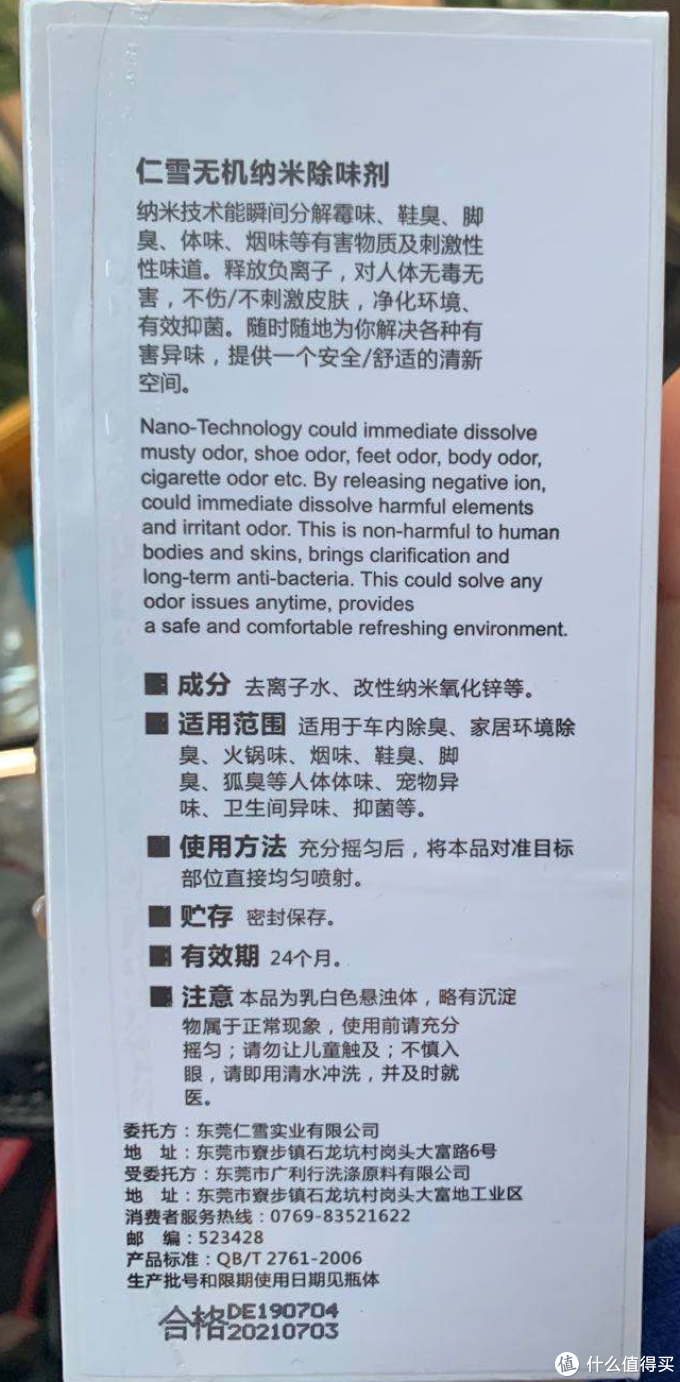 仁雪无机纳米除味剂
纳米技术能瞬间分解霉味、鞋臭、脚
臭、体味、烟味等有害物质及刺激性
性味道。释放负离子，对人体无毒无
害，不伤/不刺激皮肤，净化环境、
有效抑菌。随时随地为你解决各种有
害异味，提供一个安全/舒适的清新
空间。
Nano-Technology could immediate dissolve
musty odor, shoe odor, feet odor, body odor,
cigarette odor etc. By releasing negative ion,
could immediate dissolve harmful elements
and irritant odor. This is non-harmful to human
bodies and skins, brings clarification and
long-term anti-bacteria. This could solve any
odor issues anytime, provides
a safe and comfortable refreshing environment.
■ 成分 去离子水、改性纳米氧化锌等。
■ 适用范围 适用于车内除臭、家居环境除
臭、火锅味、烟味、鞋臭、脚
臭、狐臭等人体体味、宠物异
味、卫生间异味、抑菌等。
■ 使用方法 充分摇匀后，将本品对准目标
部位直接均匀喷射。
■ 贮存 密封保存。
■ 有效期 24个月。
■ 注意 本品为乳白色悬浊体，略有沉淀
物属于正常现象，使用前请充分
摇匀；请勿让儿童触及；不慎入
眼，请即用清水冲洗，并及时就
医。
委托方：东莞仁雪实业有限公司
地 址：东莞市寮步镇石龙坑村岗头大富路6号
受委托方：东莞市广利行洗涤原料有限公司
地 址：东莞市寮步镇石龙坑村岗头大富地工业区
消费者服务热线：0769-83521622
邮 编：523428
产品标准：QB/T 2761-2006
生产批号和限期使用日期见瓶体
合格DE190704
20210703
值 什么值得买